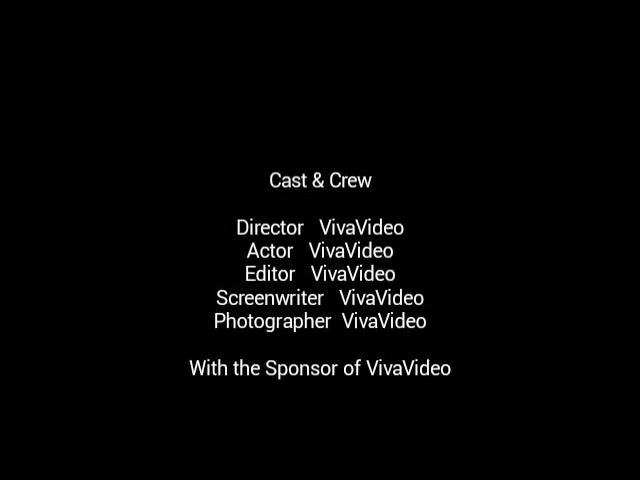 Cast & Crew
Director VivaVideo
Actor VivaVideo
Editor VivaVideo
Screenwriter VivaVideo
Photographer VivaVideo
With the Sponsor of VivaVideo